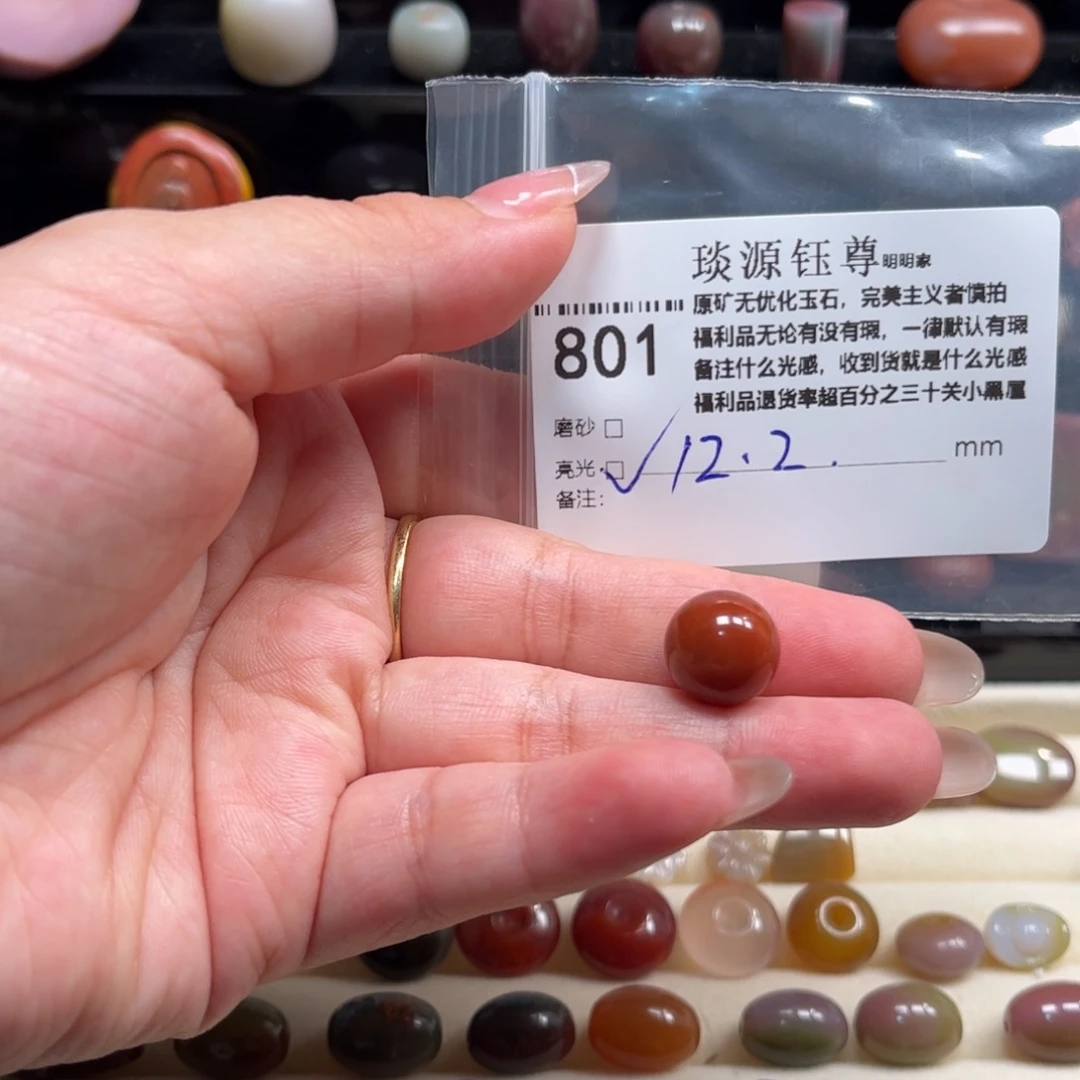 琰源钰尊明明家
原矿无优化玉石，完美主义者慎拍
801
福利品无论有没有瑕，一律默认有瑕
备注什么光感，收到货就是什么光感
福利品退货率超百分之三十关小黑屋
磨砂 □
亮光·□ ✓ 12.2. mm
备注：